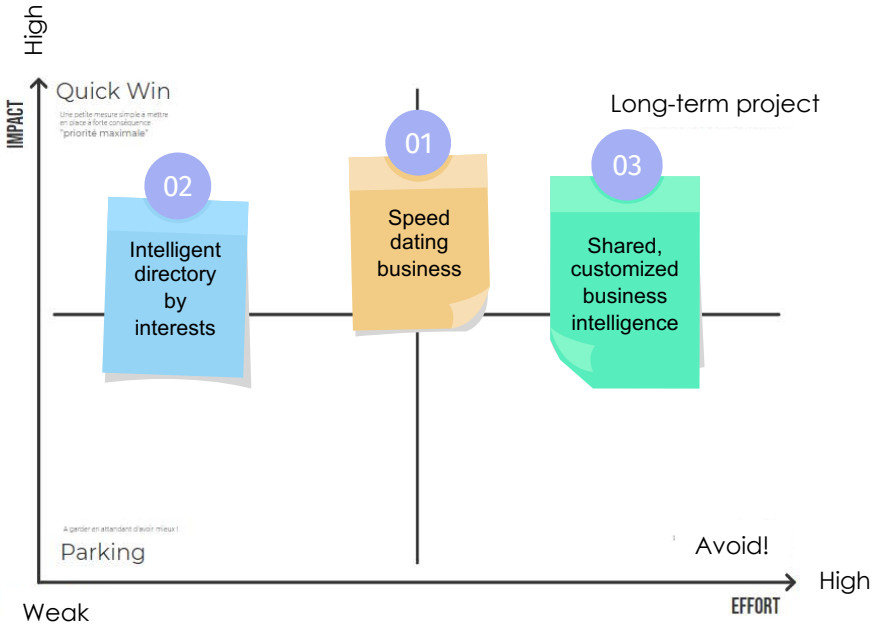 High
IMPACT
Quick Win
Une petite mesure simple à mettre
en place à forte conséquence
"priorité maximale"
Long-term project
01
Speed
dating
business
02
Intelligent
directory
by
interests
03
Shared,
customized
business
intelligence
A garder en attendant d'avoir mieux !
Parking
Avoid!
High
EFFORT
Weak